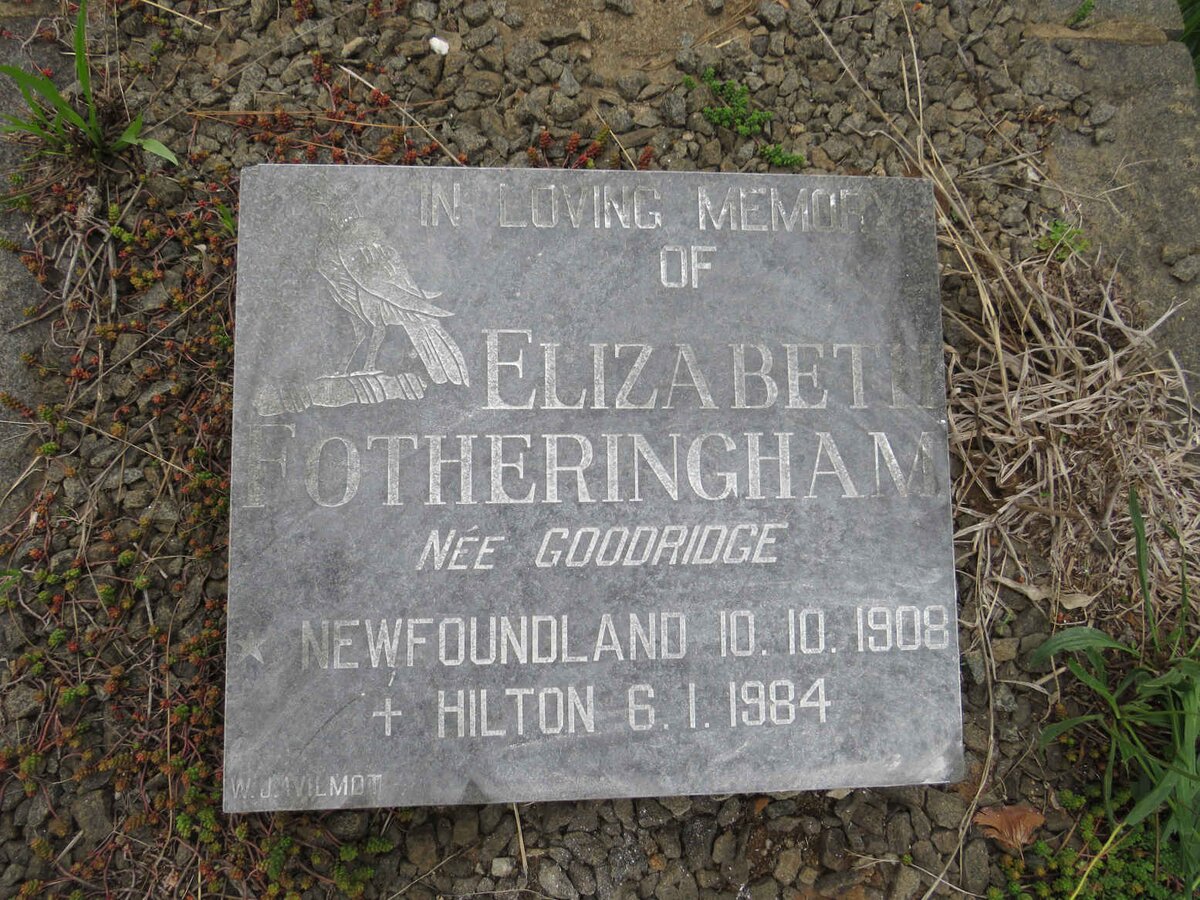 IN LOVING MEMORY
OF
ELIZABETH
FOTHERINGHAM
NÉE GOODRIDGE
★ NEWFOUNDLAND 10. 10. 1908
+ HILTON 6. 1. 1984
W. J. WILMOT